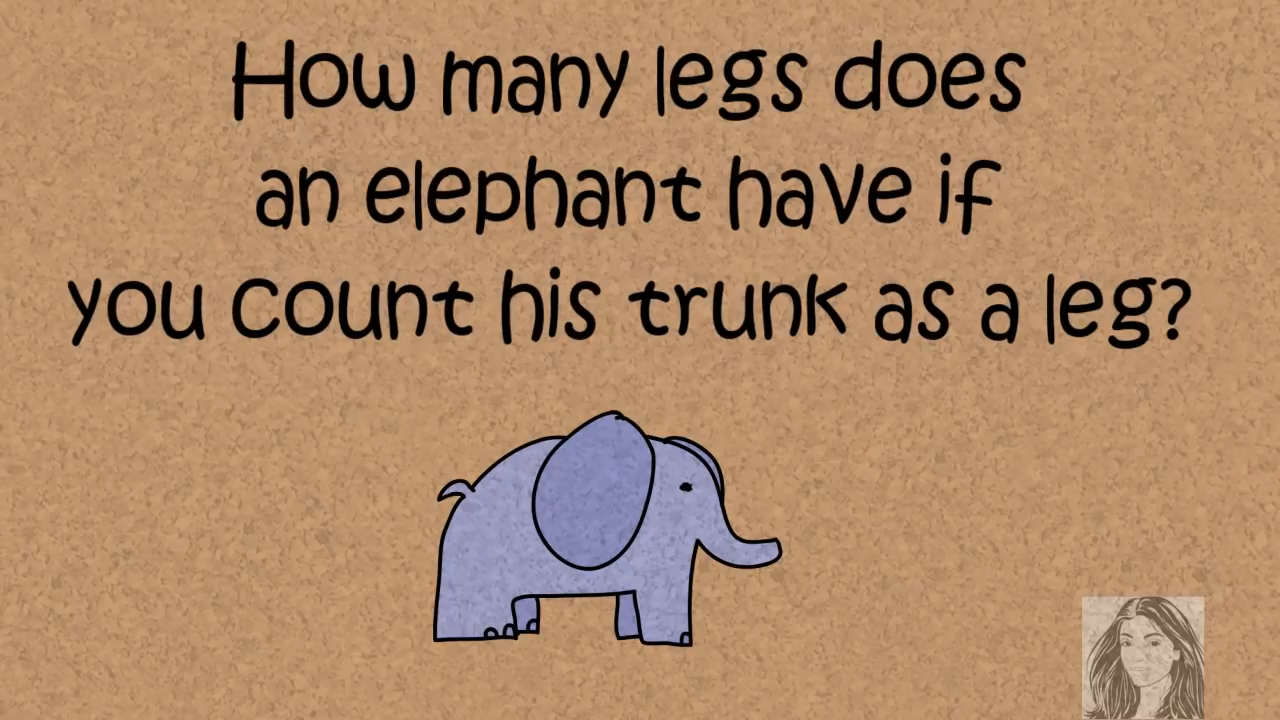 How many legs does
an elephant have if
you count his trunk as a leg?